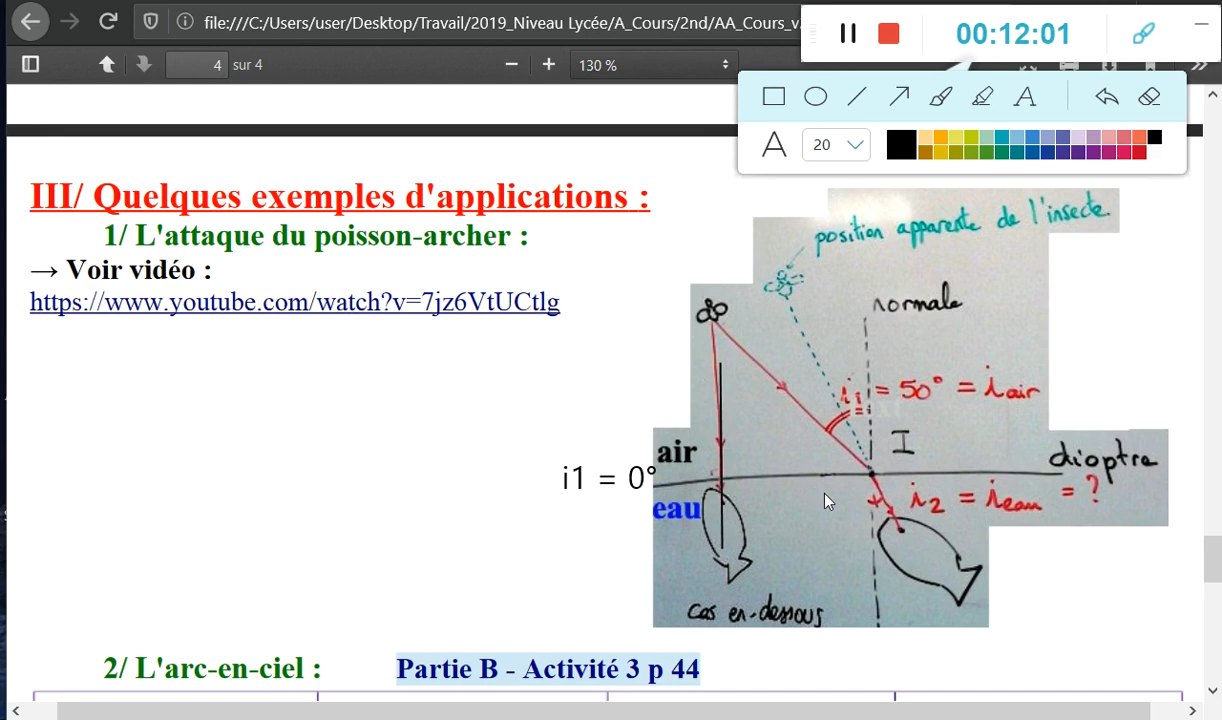 file:///C:/Users/user/Desktop/Travail/2019_Niveau Lycée/A_Cours/2nd/AA_Cours_v
00:12:01
4 sur 4
130 %
A
A 20
III/ Quelques exemples d'applications :
1/ L'attaque du poisson-archer :
→ Voir vidéo :
https://www.youtube.com/watch?v=7jz6VtUCtlg
position apparente de l'insecte
normale
i1 = 50° = iair
I
air
dioptre
i1 = 0°
eau
i2 = ieau = ?
cas en-dessous
2/ L'arc-en-ciel :
Partie B - Activité 3 p 44